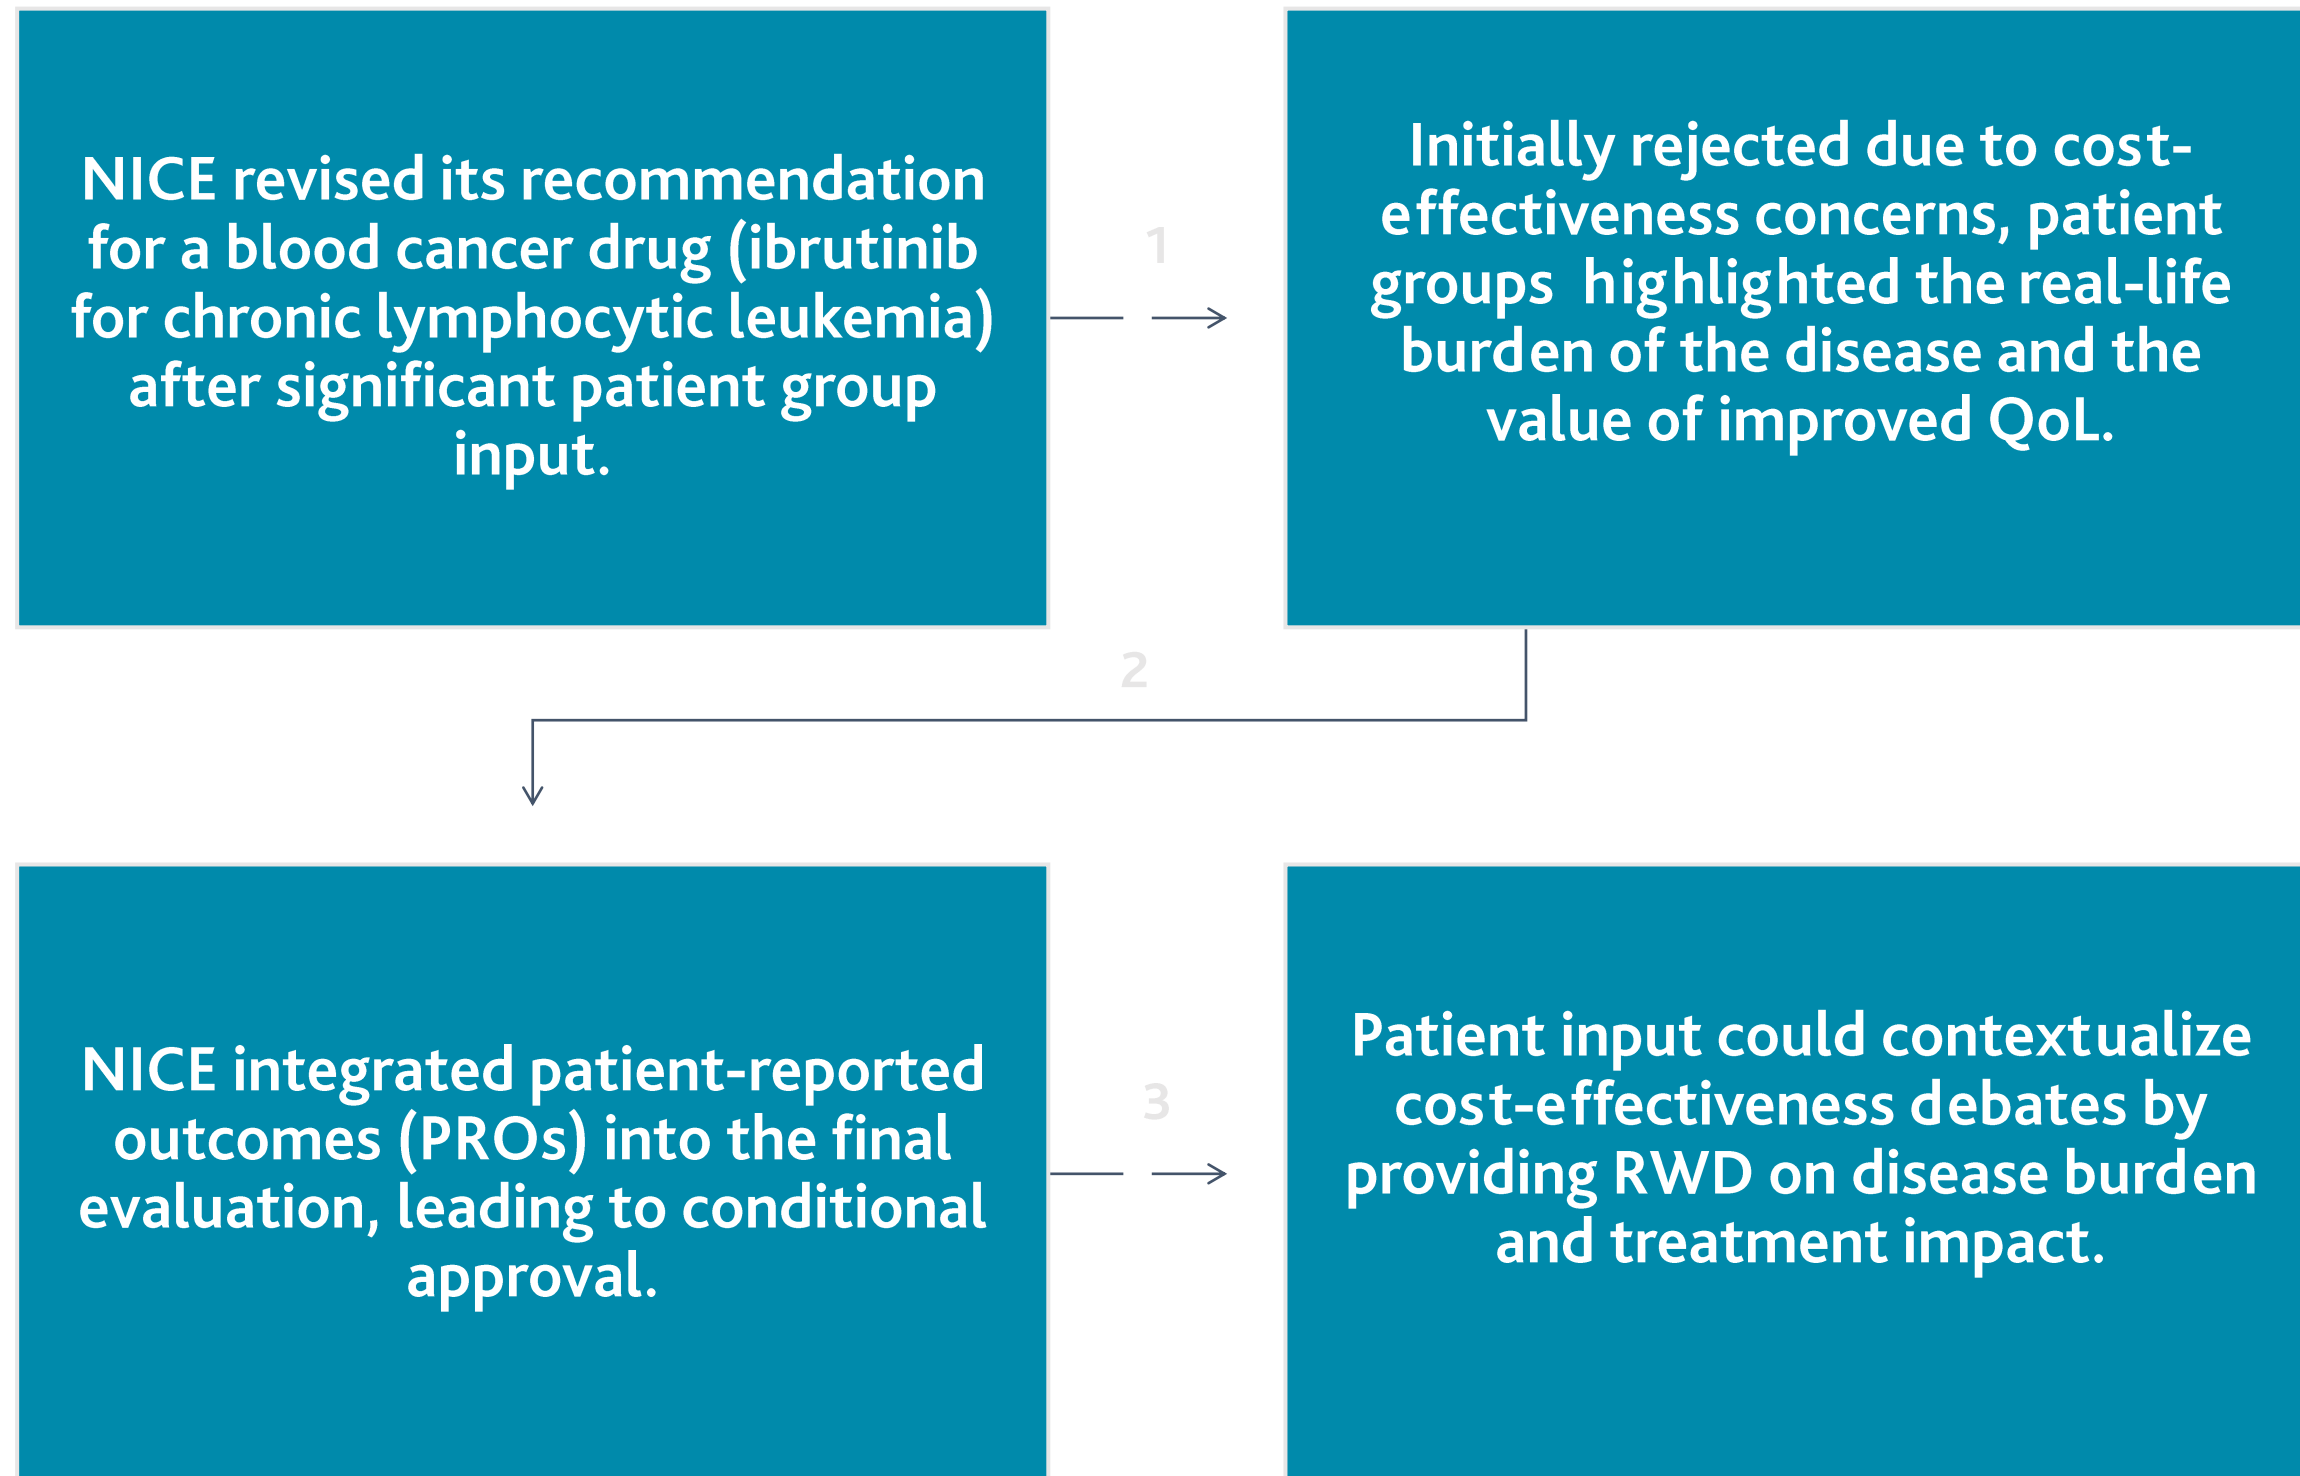 NICE revised its recommendation
for a blood cancer drug (ibrutinib
for chronic lymphocytic leukemia)
after significant patient group
input.
1
Initially rejected due to cost-
effectiveness concerns, patient
groups  highlighted the real-life
burden of the disease and the
value of improved QoL.
2
NICE integrated patient-reported
outcomes (PROs) into the final
evaluation, leading to conditional
approval.
3
Patient input could contextualize
cost-effectiveness debates by
providing RWD on disease burden
and treatment impact.